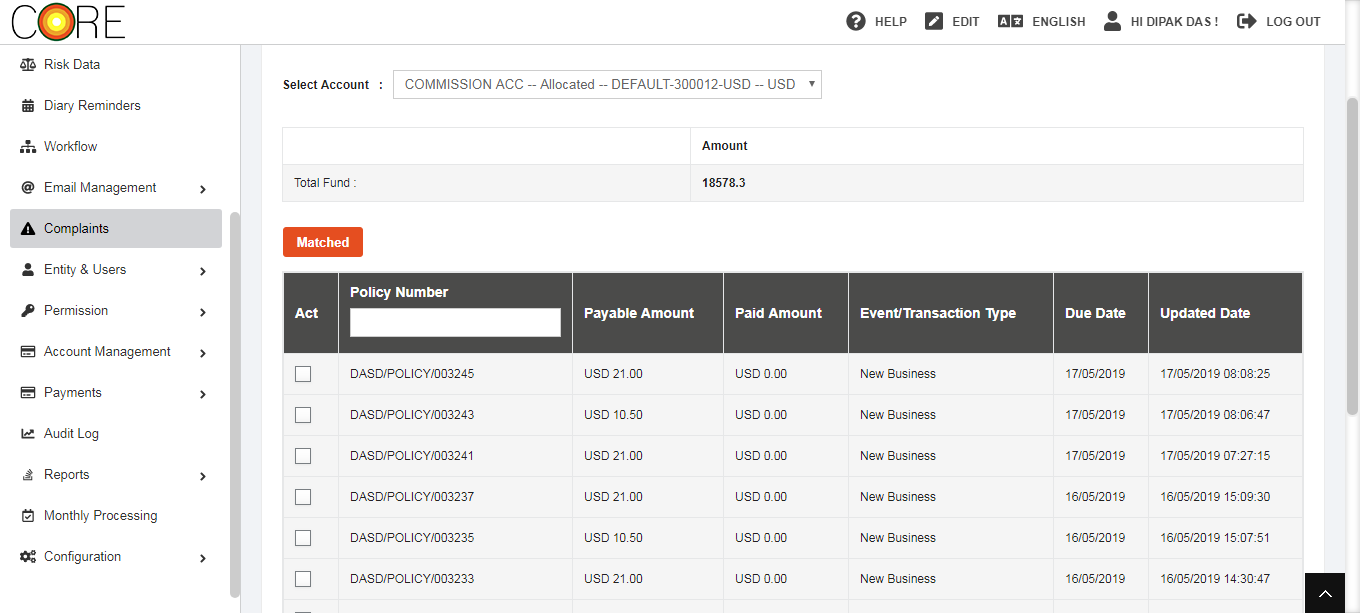 CORE
HELP
EDIT
ENGLISH
HI DIPAK DAS !
LOG OUT
Risk Data
Diary Reminders
Workflow
Email Management
Complaints
Entity & Users
Permission
Account Management
Payments
Audit Log
Reports
Monthly Processing
Configuration
Select Account : COMMISSION ACC -- Allocated -- DEFAULT-300012-USD -- USD
Amount
Total Fund : 18578.3
Matched
Act Policy Number Payable Amount Paid Amount Event/Transaction Type Due Date Updated Date
DASD/POLICY/003245 USD 21.00 USD 0.00 New Business 17/05/2019 17/05/2019 08:08:25
DASD/POLICY/003243 USD 10.50 USD 0.00 New Business 17/05/2019 17/05/2019 08:06:47
DASD/POLICY/003241 USD 21.00 USD 0.00 New Business 17/05/2019 17/05/2019 07:27:15
DASD/POLICY/003237 USD 21.00 USD 0.00 New Business 16/05/2019 16/05/2019 15:09:30
DASD/POLICY/003235 USD 10.50 USD 0.00 New Business 16/05/2019 16/05/2019 15:07:51
DASD/POLICY/003233 USD 21.00 USD 0.00 New Business 16/05/2019 16/05/2019 14:30:47